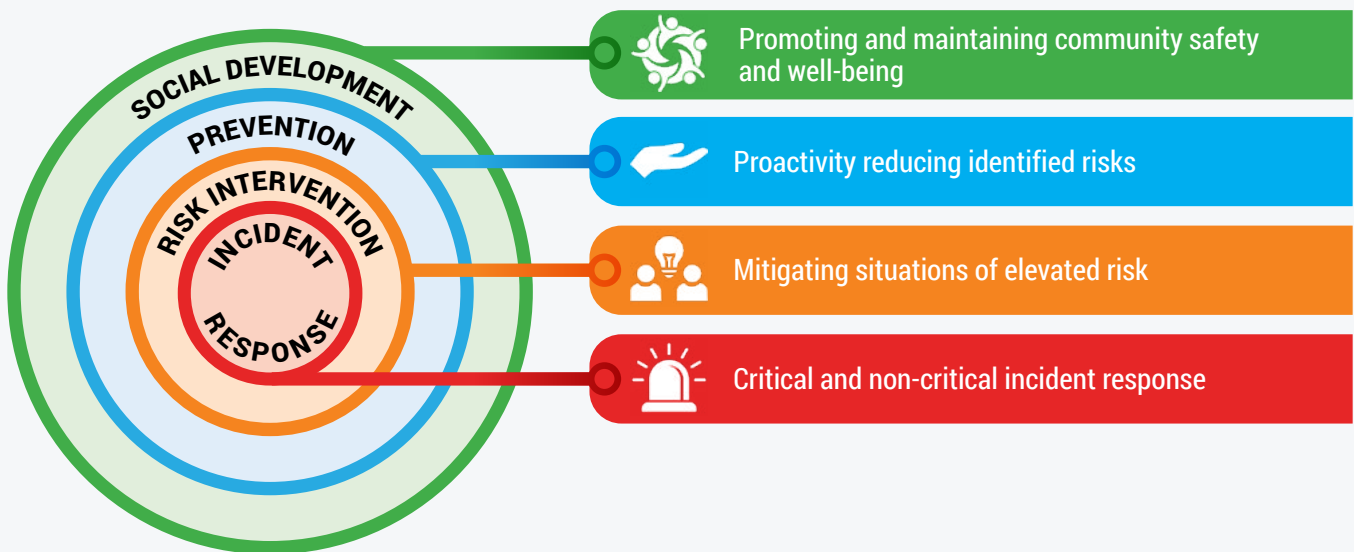 SOCIAL DEVELOPMENT
PREVENTION
RISK INTERVENTION
INCIDENT
RESPONSE
Promoting and maintaining community safety
and well-being
Proactivity reducing identified risks
Mitigating situations of elevated risk
Critical and non-critical incident response